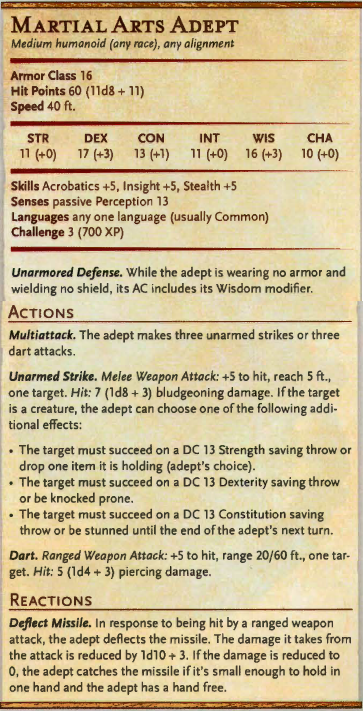 MARTIAL ARTS ADEPT
Medium humanoid (any race), any alignment
Armor Class 16
Hit Points 60 (11d8 + 11)
Speed 40 ft.
STR DEX CON INT WIS CHA
11 (+0) 17 (+3) 13 (+1) 11 (+0) 16 (+3) 10 (+0)
Skills Acrobatics +5, Insight +5, Stealth +5
Senses passive Perception 13
Languages any one language (usually Common)
Challenge 3 (700 XP)
Unarmored Defense. While the adept is wearing no armor and
wielding no shield, its AC includes its Wisdom modifier.
ACTIONS
Multiattack. The adept makes three unarmed strikes or three
dart attacks.
Unarmed Strike. Melee Weapon Attack: +5 to hit, reach 5 ft.,
one target. Hit: 7 (1d8 + 3) bludgeoning damage. If the target
is a creature, the adept can choose one of the following addi-
tional effects:
• The target must succeed on a DC 13 Strength saving throw or
drop one item it is holding (adept's choice).
• The target must succeed on a DC 13 Dexterity saving throw
or be knocked prone.
• The target must succeed on a DC 13 Constitution saving
throw or be stunned until the end of the adept's next turn.
Dart. Ranged Weapon Attack: +5 to hit, range 20/60 ft., one tar-
get. Hit: 5 (1d4 + 3) piercing damage.
REACTIONS
Deflect Missile. In response to being hit by a ranged weapon
attack, the adept deflects the missile. The damage it takes from
the attack is reduced by 1d10 + 3. If the damage is reduced to
0, the adept catches the missile if it's small enough to hold in
one hand and the adept has a hand free.